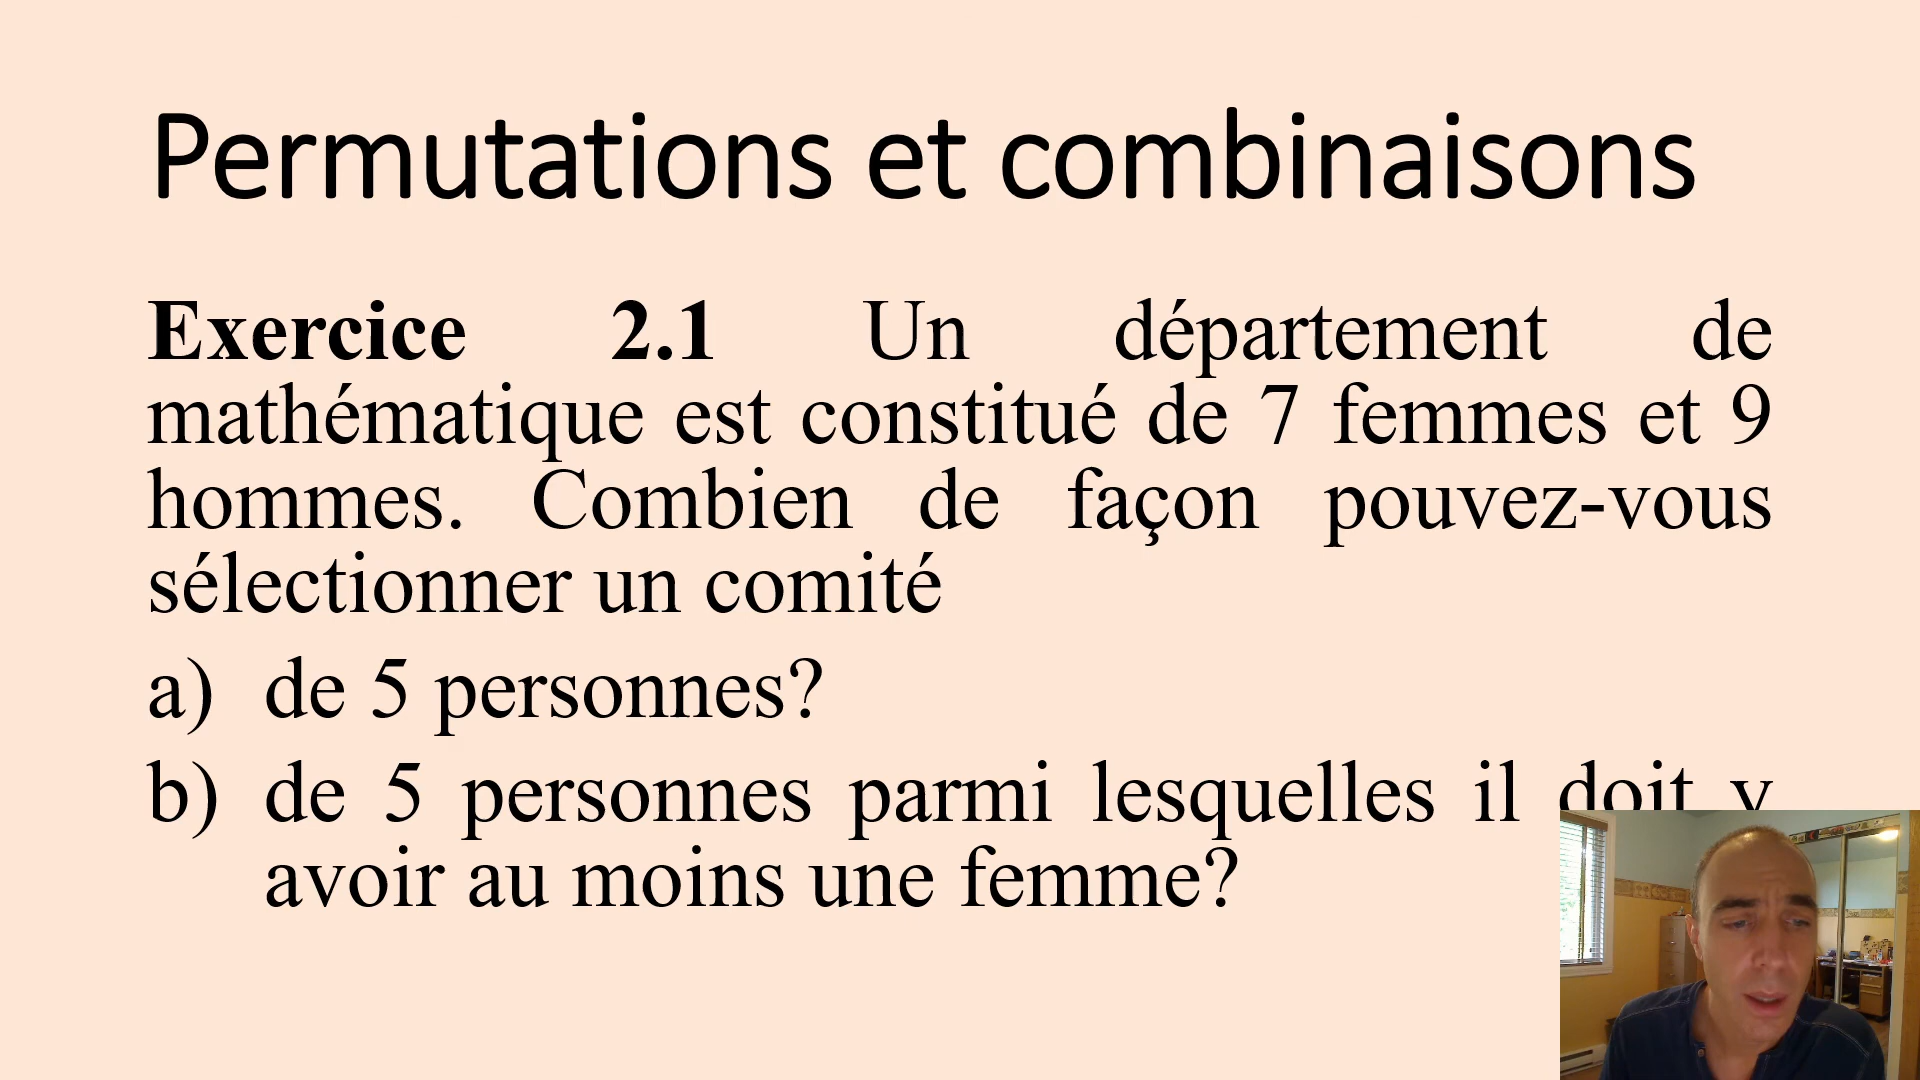 Permutations et combinaisons
Exercice 2.1 Un département de
mathématique est constitué de 7 femmes et 9
hommes. Combien de façon pouvez-vous
sélectionner un comité
a) de 5 personnes?
b) de 5 personnes parmi lesquelles il doit y
avoir au moins une femme?